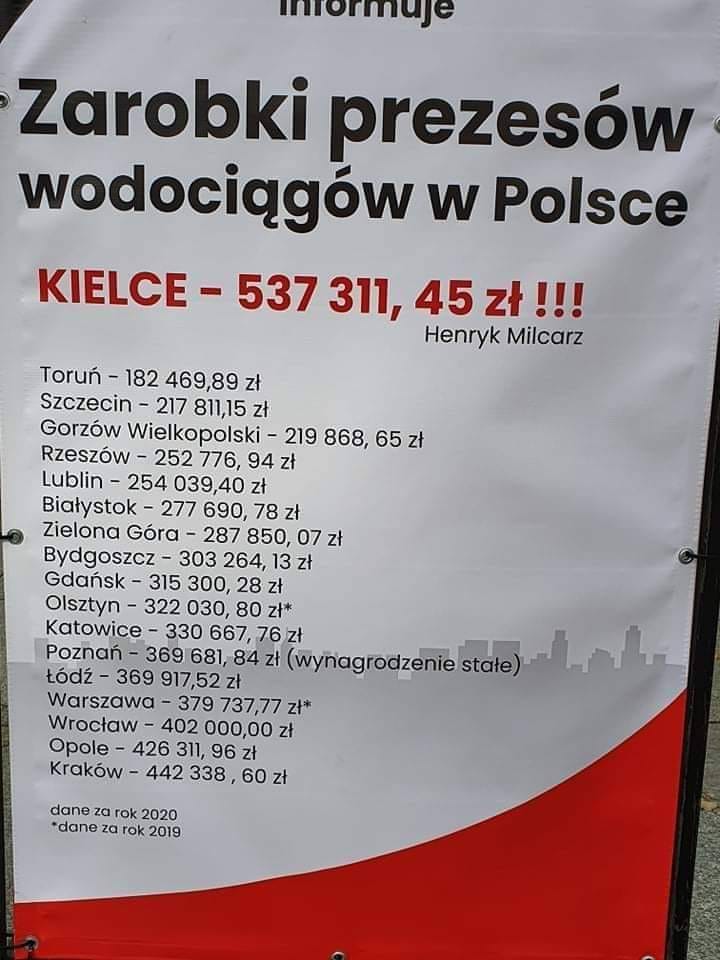 informuje
Zarobki prezesów
wodociągów w Polsce
KIELCE - 537 311, 45 zł !!!
Henryk Milcarz
Toruń - 182 469,89 zł
Szczecin - 217 811,15 zł
Gorzów Wielkopolski - 219 868, 65 zł
Rzeszów - 252 776, 94 zł
Lublin - 254 039,40 zł
Białystok - 277 690, 78 zł
Zielona Góra - 287 850, 07 zł
Bydgoszcz - 303 264, 13 zł
Gdańsk - 315 300, 28 zł
Olsztyn - 322 030, 80 zł*
Katowice - 330 667, 76 zł
Poznań - 369 681, 84 zł (wynagrodzenie stałe)
Łódź - 369 917,52 zł
Warszawa - 379 737,77 zł*
Wrocław - 402 000,00 zł
Opole - 426 311, 96 zł
Kraków - 442 338 , 60 zł
dane za rok 2020
*dane za rok 2019